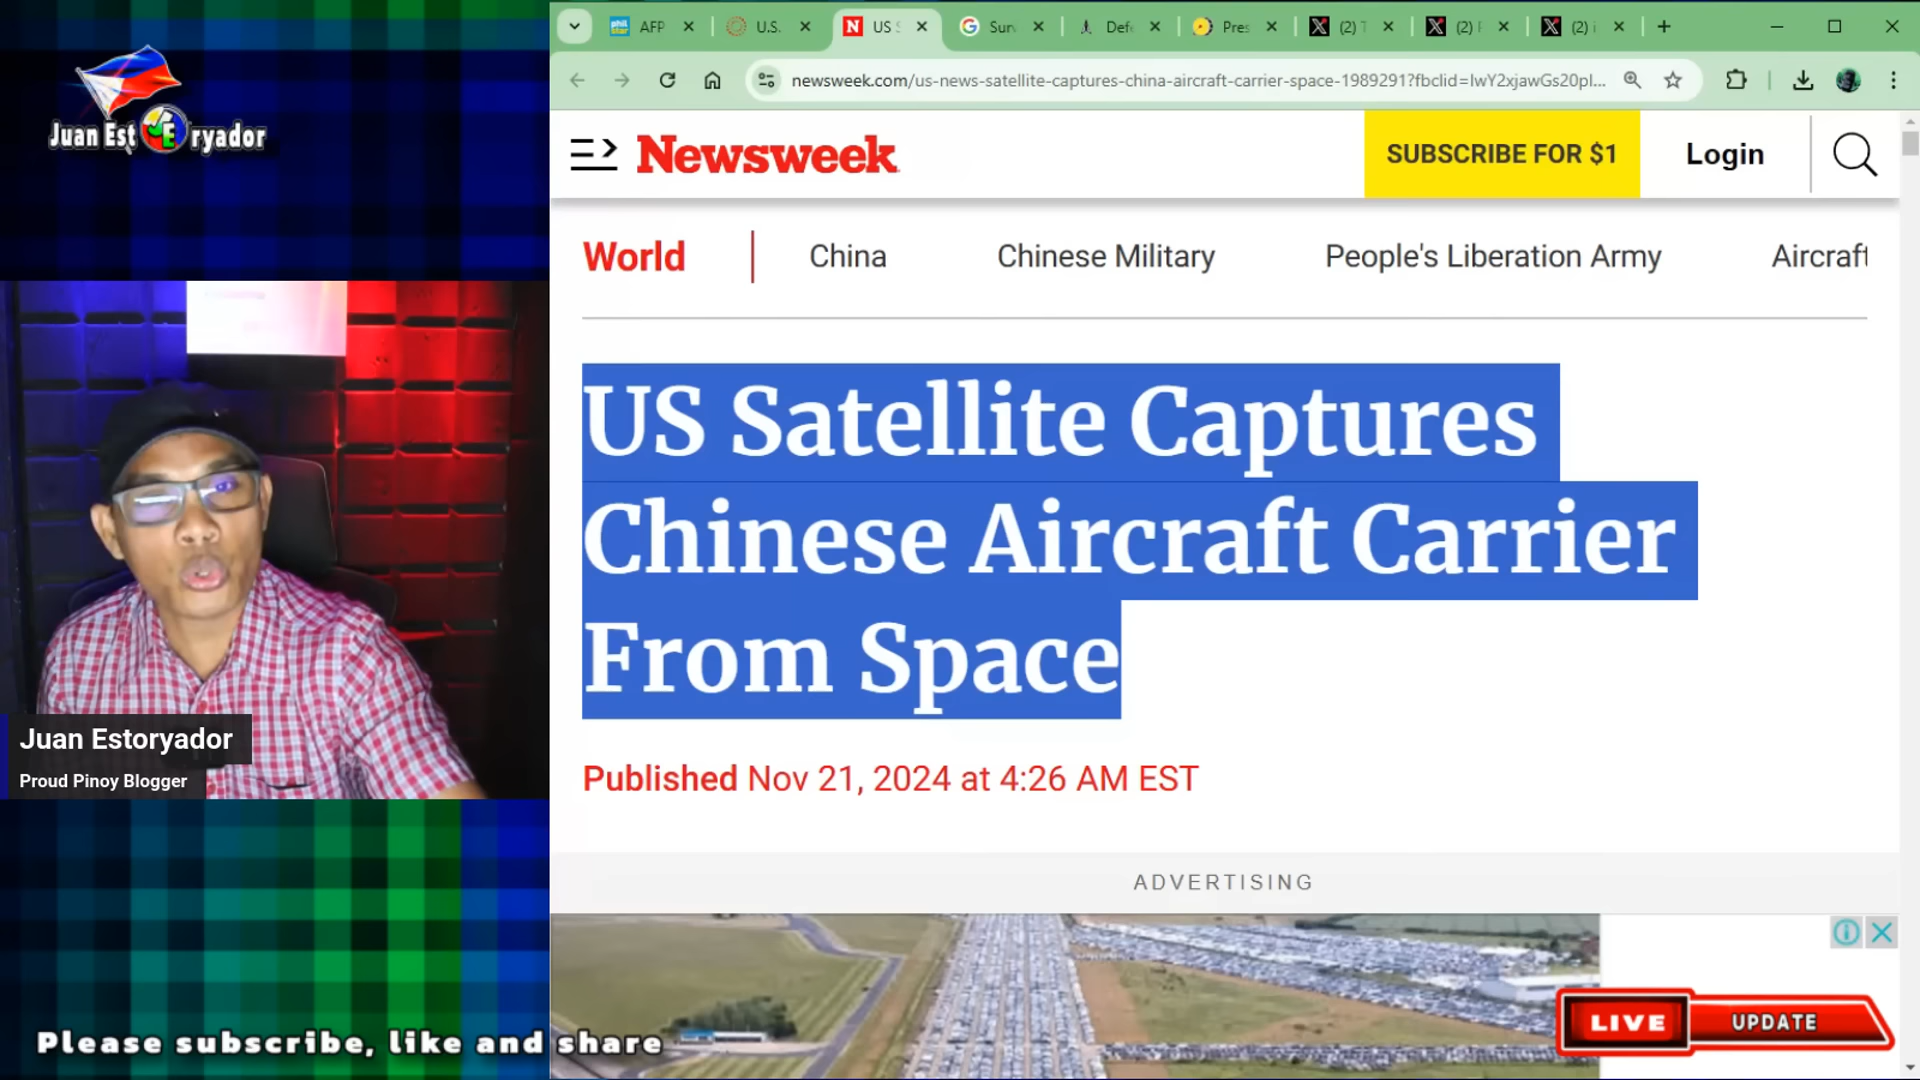 Juan Est E ryador
Juan Estoryador
Proud Pinoy Blogger
Please subscribe, like and share
phil
star
AFP
U.S.
N
US S
G
Sur
Def
Pres
(2) T
(2) F
(2) i
newsweek.com/us-news-satellite-captures-china-aircraft-carrier-space-1989291?fbclid=IwY2xjawGs20pl...
Newsweek
SUBSCRIBE FOR $1
Login
World
China
Chinese Military
People's Liberation Army
Aircraft
US Satellite Captures
Chinese Aircraft Carrier
From Space
Published Nov 21, 2024 at 4:26 AM EST
ADVERTISING
LIVE
UPDATE